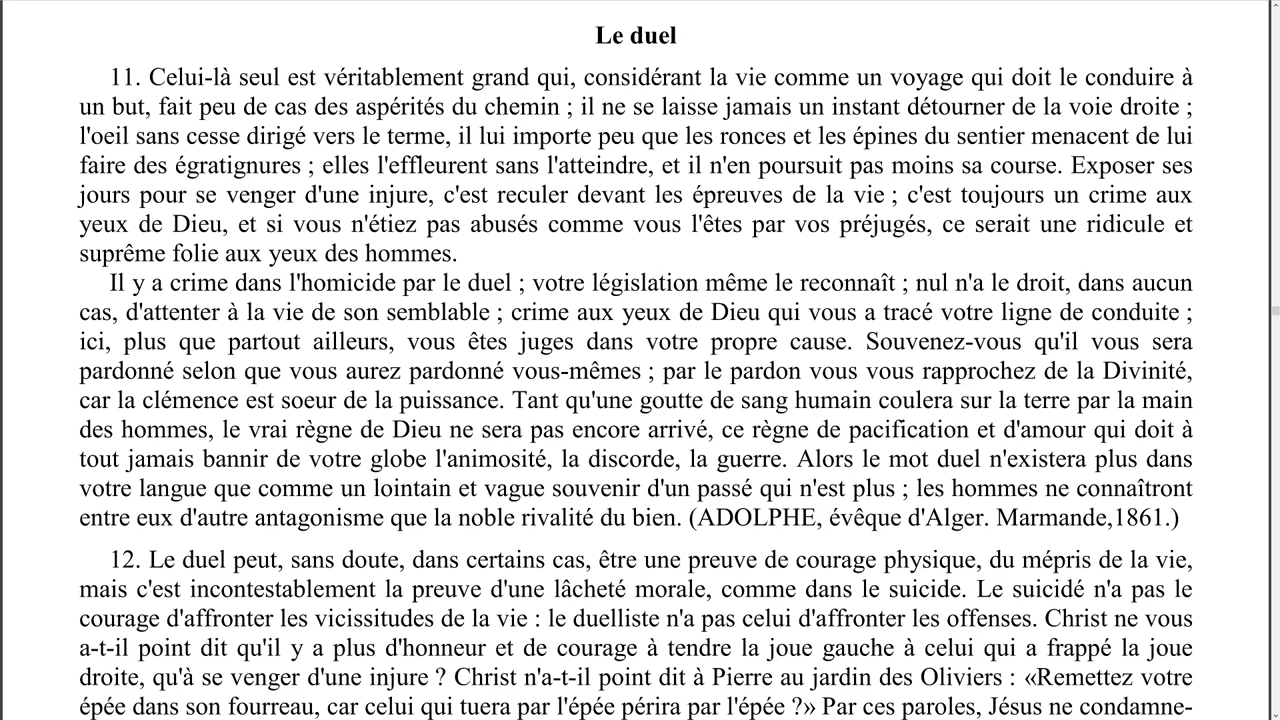 Le duel
11. Celui-là seul est véritablement grand qui, considérant la vie comme un voyage qui doit le conduire à
un but, fait peu de cas des aspérités du chemin ; il ne se laisse jamais un instant détourner de la voie droite ;
l'oeil sans cesse dirigé vers le terme, il lui importe peu que les ronces et les épines du sentier menacent de lui
faire des égratignures ; elles l'effleurent sans l'atteindre, et il n'en poursuit pas moins sa course. Exposer ses
jours pour se venger d'une injure, c'est reculer devant les épreuves de la vie ; c'est toujours un crime aux
yeux de Dieu, et si vous n'étiez pas abusés comme vous l'êtes par vos préjugés, ce serait une ridicule et
suprême folie aux yeux des hommes.
Il y a crime dans l'homicide par le duel ; votre législation même le reconnaît ; nul n'a le droit, dans aucun
cas, d'attenter à la vie de son semblable ; crime aux yeux de Dieu qui vous a tracé votre ligne de conduite ;
ici, plus que partout ailleurs, vous êtes juges dans votre propre cause. Souvenez-vous qu'il vous sera
pardonné selon que vous aurez pardonné vous-mêmes ; par le pardon vous vous rapprochez de la Divinité,
car la clémence est soeur de la puissance. Tant qu'une goutte de sang humain coulera sur la terre par la main
des hommes, le vrai règne de Dieu ne sera pas encore arrivé, ce règne de pacification et d'amour qui doit à
tout jamais bannir de votre globe l'animosité, la discorde, la guerre. Alors le mot duel n'existera plus dans
votre langue que comme un lointain et vague souvenir d'un passé qui n'est plus ; les hommes ne connaîtront
entre eux d'autre antagonisme que la noble rivalité du bien. (ADOLPHE, évêque d'Alger. Marmande,1861.)
12. Le duel peut, sans doute, dans certains cas, être une preuve de courage physique, du mépris de la vie,
mais c'est incontestablement la preuve d'une lâcheté morale, comme dans le suicide. Le suicidé n'a pas le
courage d'affronter les vicissitudes de la vie : le duelliste n'a pas celui d'affronter les offenses. Christ ne vous
a-t-il point dit qu'il y a plus d'honneur et de courage à tendre la joue gauche à celui qui a frappé la joue
droite, qu'à se venger d'une injure ? Christ n'a-t-il point dit à Pierre au jardin des Oliviers : «Remettez votre
épée dans son fourreau, car celui qui tuera par l'épée périra par l'épée ?» Par ces paroles, Jésus ne condamne-